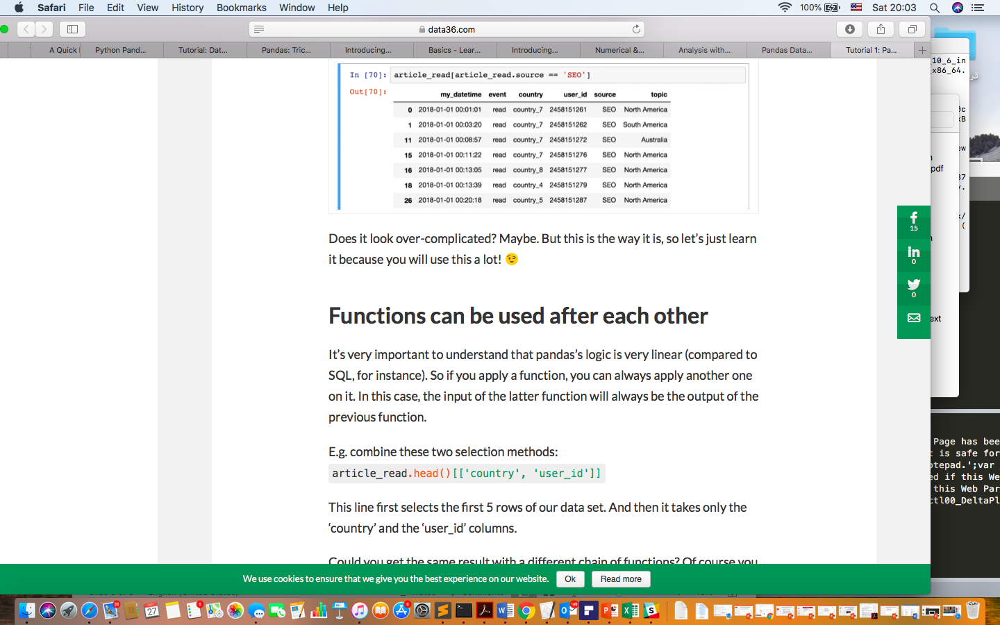 Safari File Edit View History Bookmarks Window Help 100% Sat 20:03
data36.com
A Quick Python Pand... Tutorial: Dat... Pandas: Tric... Introducing... Basics - Lear... Introducing... Numerical &... Analysis with... Pandas Data... Tutorial 1: Pa...
In [70]: article_read[article_read.source == 'SEO']
Out[70]:
my_datetime event country user_id source topic
0 2018-01-01 00:01:01 read country_7 2458151261 SEO North America
1 2018-01-01 00:03:20 read country_7 2458151262 SEO South America
11 2018-01-01 00:08:57 read country_7 2458151272 SEO Australia
15 2018-01-01 00:11:22 read country_7 2458151276 SEO North America
16 2018-01-01 00:13:05 read country_8 2458151277 SEO North America
18 2018-01-01 00:13:39 read country_4 2458151279 SEO North America
26 2018-01-01 00:20:18 read country_5 2458151287 SEO North America
Does it look over-complicated? Maybe. But this is the way it is, so let's just learn
it because you will use this a lot! 😉
Functions can be used after each other
It's very important to understand that pandas's logic is very linear (compared to
SQL, for instance). So if you apply a function, you can always apply another one
on it. In this case, the input of the latter function will always be the output of the
previous function.
E.g. combine these two selection methods:
article_read.head()[['country', 'user_id']]
This line first selects the first 5 rows of our data set. And then it takes only the
‘country’ and the ‘user_id’ columns.
Could you get the same result with a different chain of functions? Of course you
We use cookies to ensure that we give you the best experience on our website. Ok Read more
15
in
0
0
10_6_in
x86_64.
pdf
ext
Page has bee
is safe for
otepad.';var
ed if this We
this Web Par
ctl00_DeltaPl
OCT
27